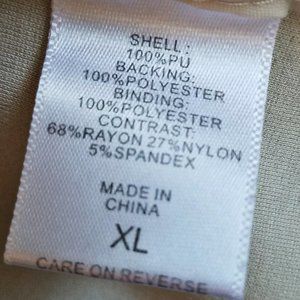 SHELL:
100%PU
BACKING:
100%POLYESTER
BINDING:
100%POLYESTER
CONTRAST:
68%RAYON 27%NYLON
5%SPANDEX
MADE IN
CHINA
XL
CARE ON REVERSE